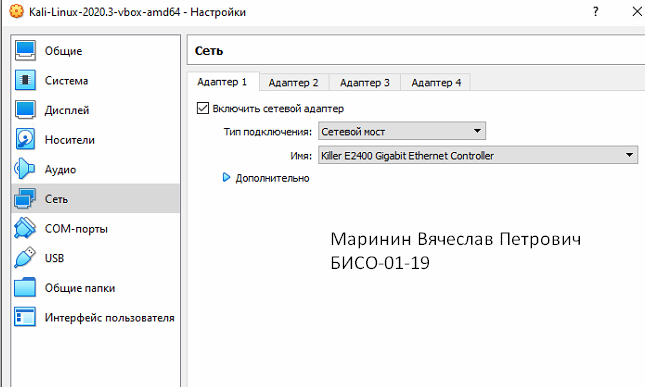 Kali-Linux-2020.3-vbox-amd64 - Настройки
?
Общие
Система
Дисплей
Носители
Аудио
Сеть
COM-порты
USB
Общие папки
Интерфейс пользователя
Сеть
Адаптер 1 Адаптер 2 Адаптер 3 Адаптер 4
Включить сетевой адаптер
Тип подключения: Сетевой мост
Имя: Killer E2400 Gigabit Ethernet Controller
Дополнительно
Маринин Вячеслав Петрович
БИСО-01-19